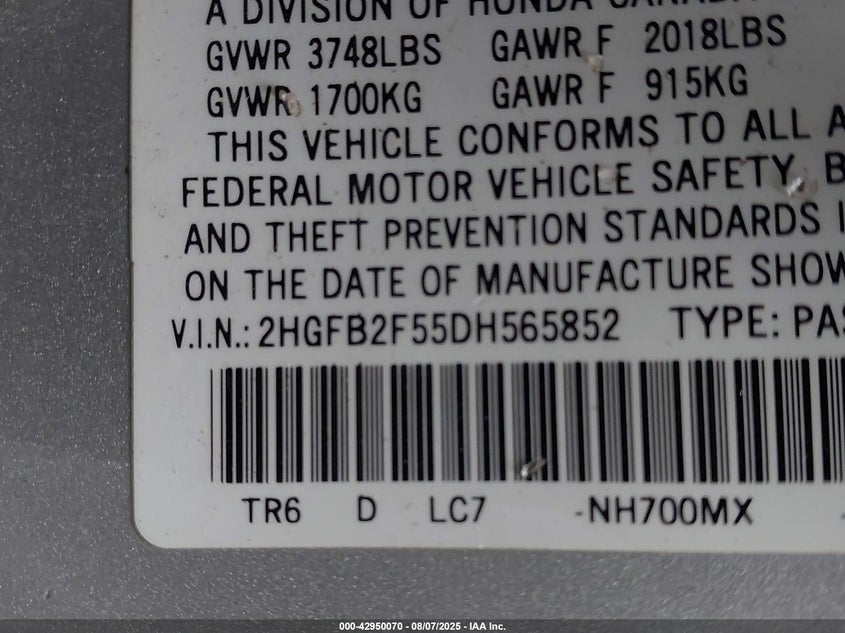 A DIVISION OF HONDA CANADA
GVWR 3748LBS GAWR F 2018LBS
GVWR 1700KG GAWR F 915KG
THIS VEHICLE CONFORMS TO ALL A
FEDERAL MOTOR VEHICLE SAFETY, B
AND THEFT PREVENTION STANDARDS I
ON THE DATE OF MANUFACTURE SHOW
V.I.N.: 2HGFB2F55DH565852 TYPE: PAS
TR6 D LC7 -NH700MX
000-42950070 - 08/07/2025 - IAA Inc.